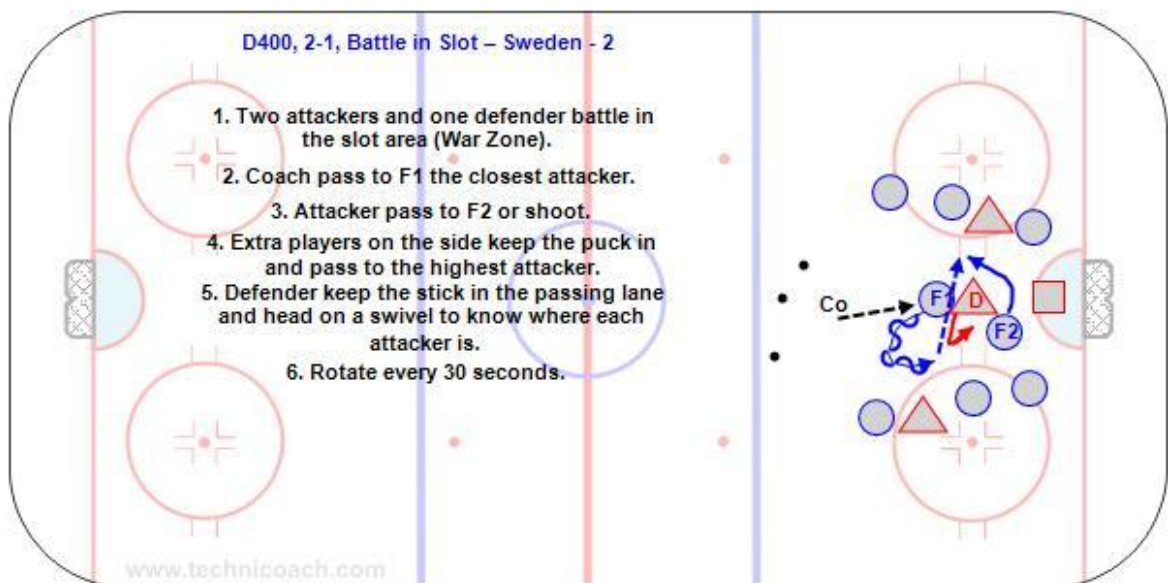 D400, 2-1, Battle in Slot – Sweden - 2
1. Two attackers and one defender battle in
the slot area (War Zone).
2. Coach pass to F1 the closest attacker.
3. Attacker pass to F2 or shoot.
4. Extra players on the side keep the puck in
and pass to the highest attacker.
5. Defender keep the stick in the passing lane
and head on a swivel to know where each
attacker is.
6. Rotate every 30 seconds.
Co
F1
D
F2
www.technicoach.com